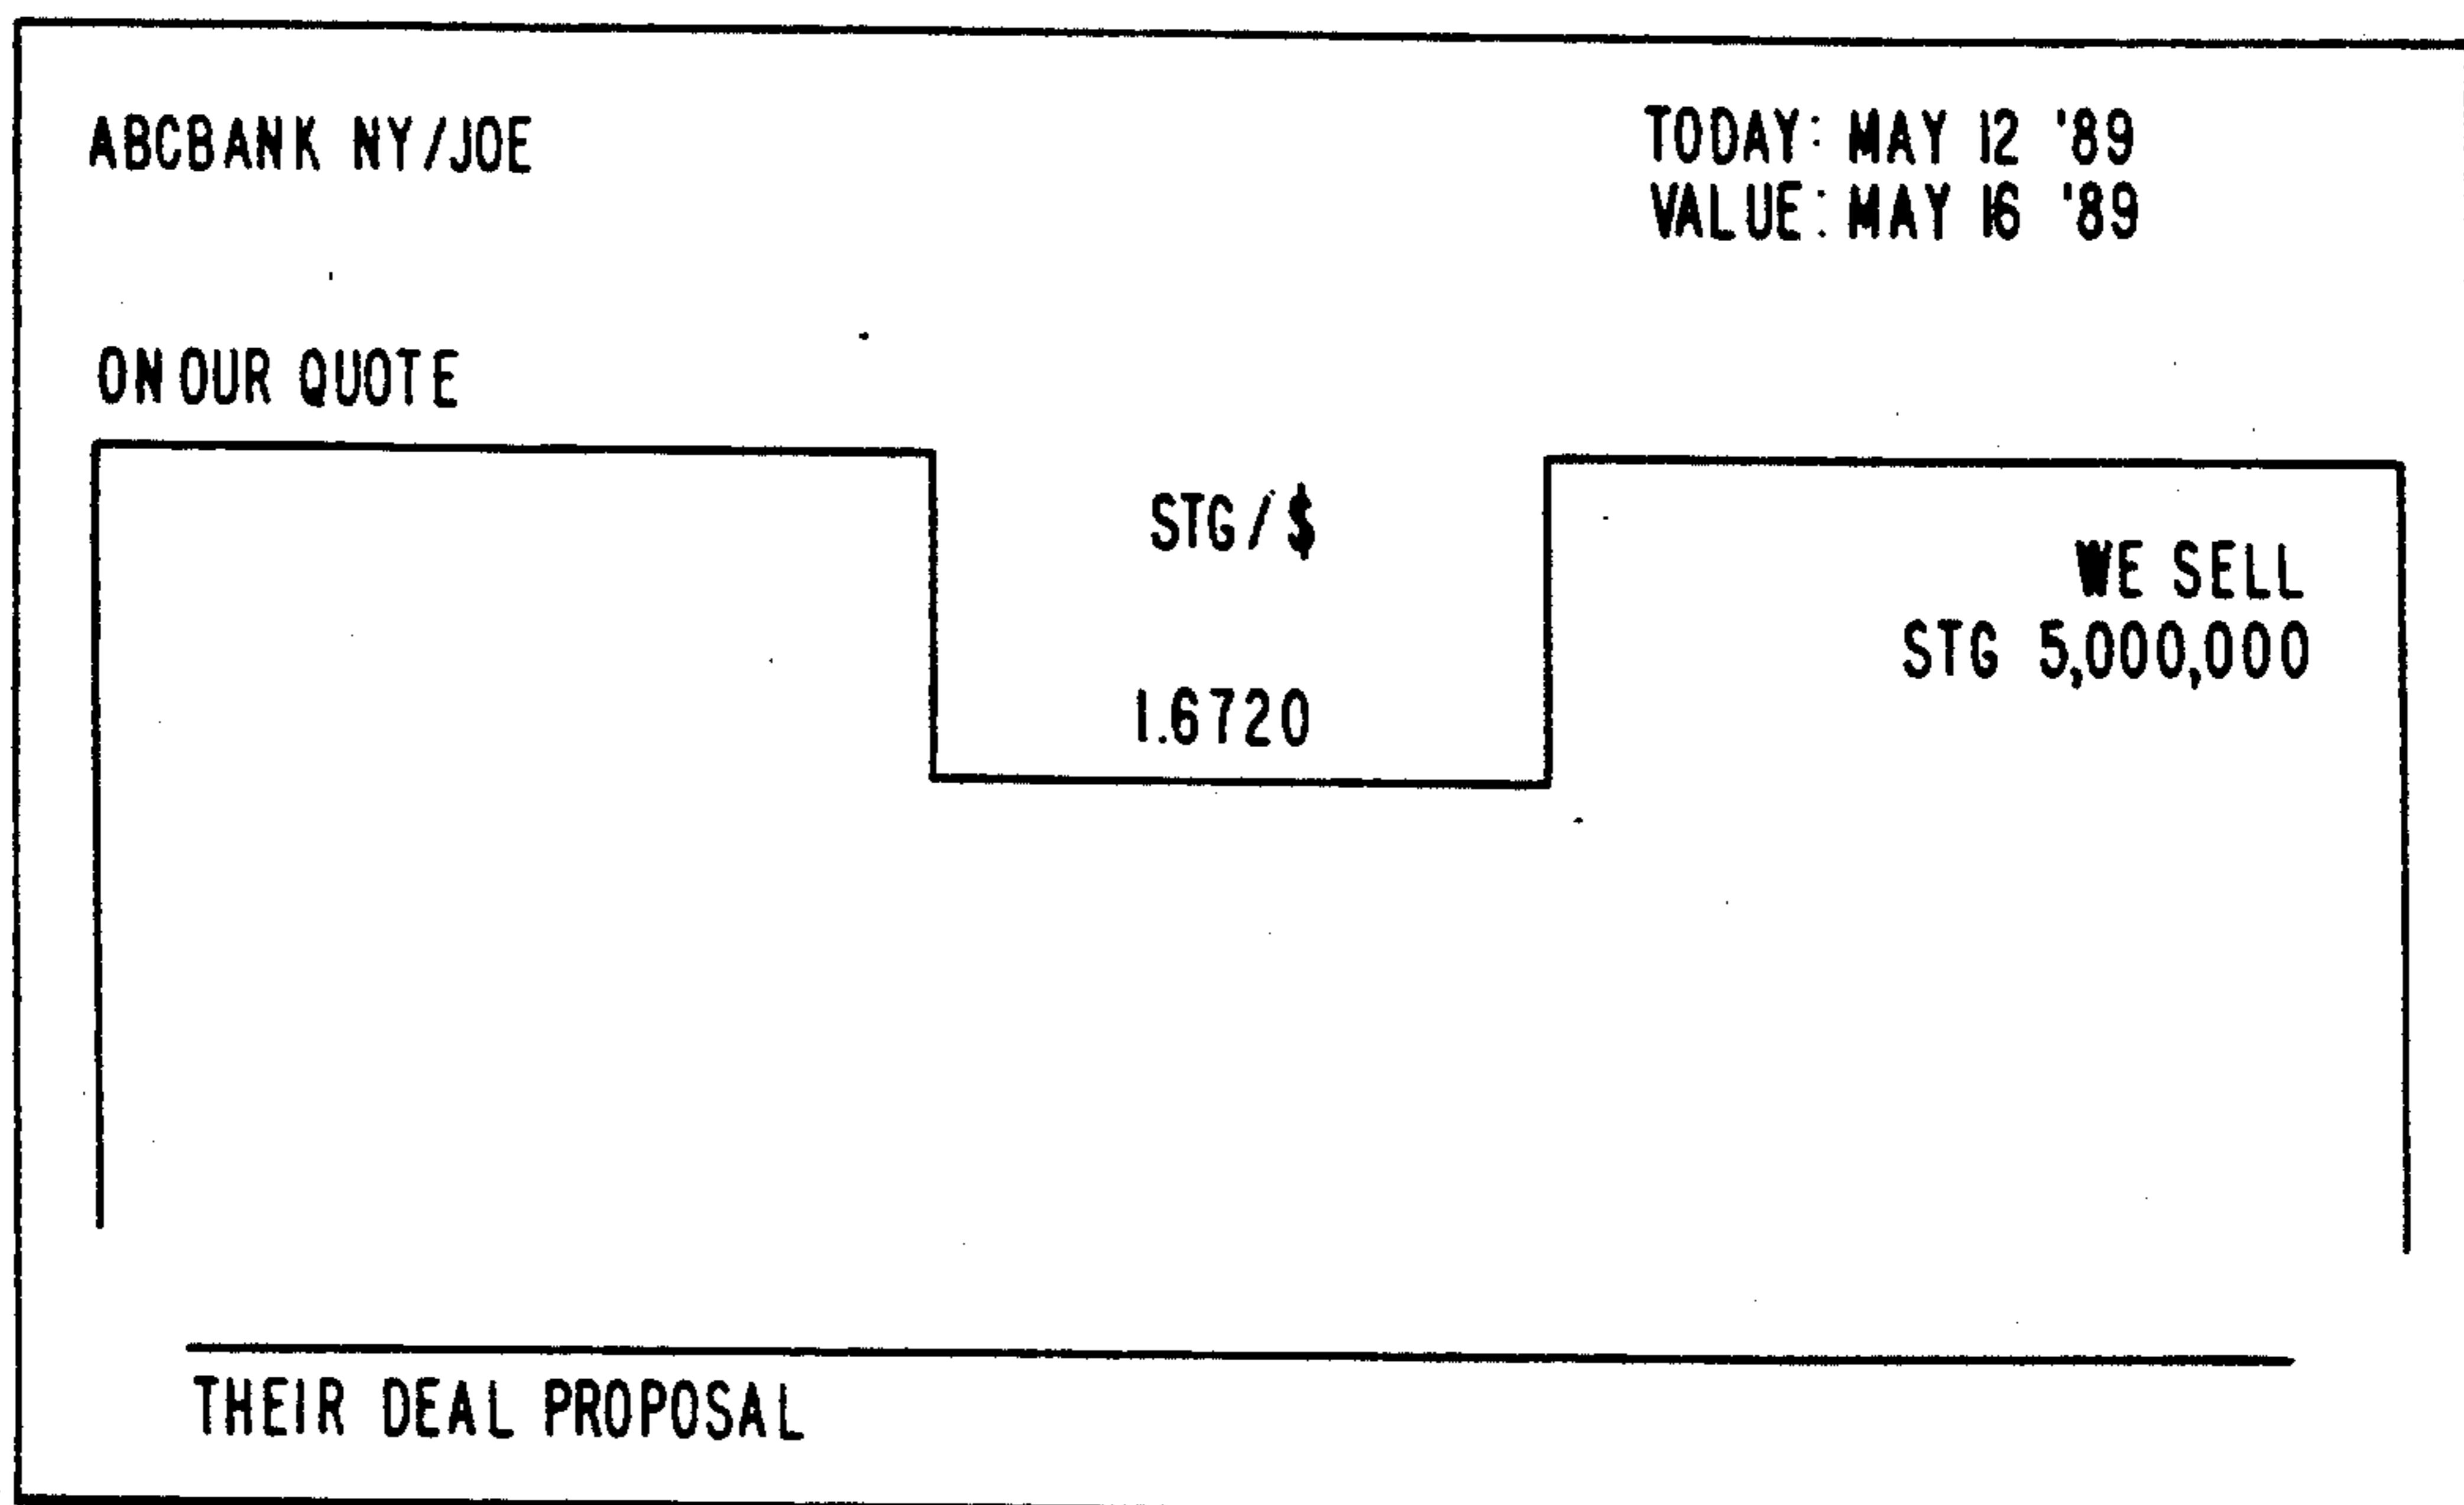 ABCBANK NY/JOE
TODAY: MAY 12 '89
VALUE: MAY 16 '89
ON OUR QUOTE
STG/$
1.6720
WE SELL
STG 5,000,000
THEIR DEAL PROPOSAL